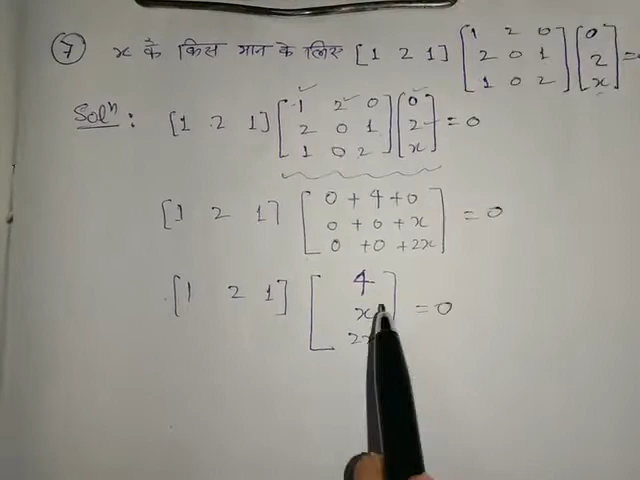 7 x के किस मान के लिए [1 2 1] [1 2 0; 2 0 1; 1 0 2] [0; 2; x] =
Solⁿ : [1 2 1] [1 2 0; 2 0 1; 1 0 2] [0; 2; x] = 0
[1 2 1] [0 + 4 + 0; 0 + 0 + x; 0 + 0 + 2x] = 0
[1 2 1] [4; x; 2x] = 0